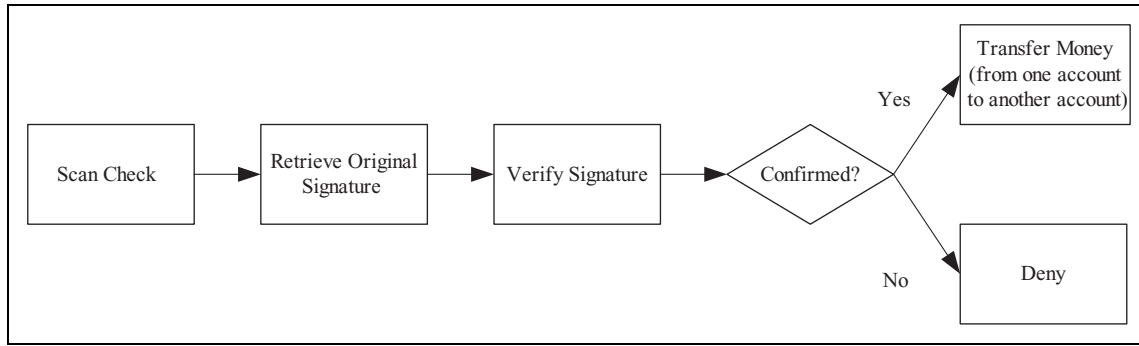 Scan Check
Retrieve Original
Signature
Verify Signature
Confirmed?
Yes
Transfer Money
(from one account
to another account)
No
Deny